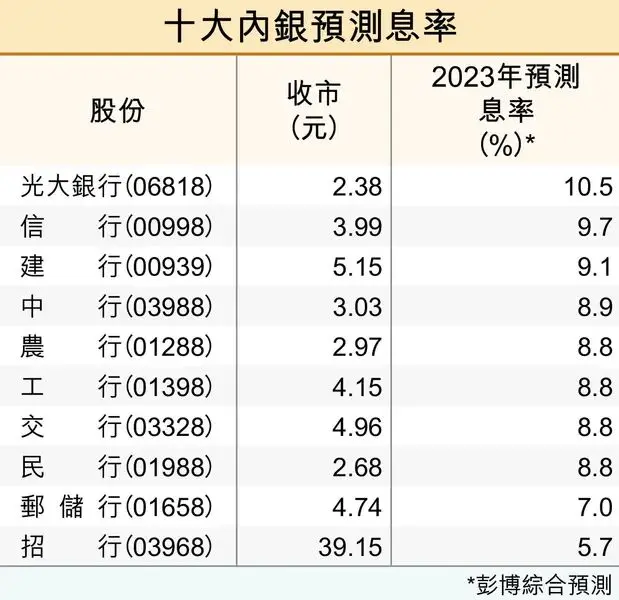 十大內銀預測息率
股份 收市(元) 2023年預測息率(%)*
光大銀行(06818) 2.38 10.5
信行(00998) 3.99 9.7
建行(00939) 5.15 9.1
中行(03988) 3.03 8.9
農行(01288) 2.97 8.8
工行(01398) 4.15 8.8
交行(03328) 4.96 8.8
民行(01988) 2.68 8.8
郵儲行(01658) 4.74 7.0
招行(03968) 39.15 5.7
*彭博綜合預測